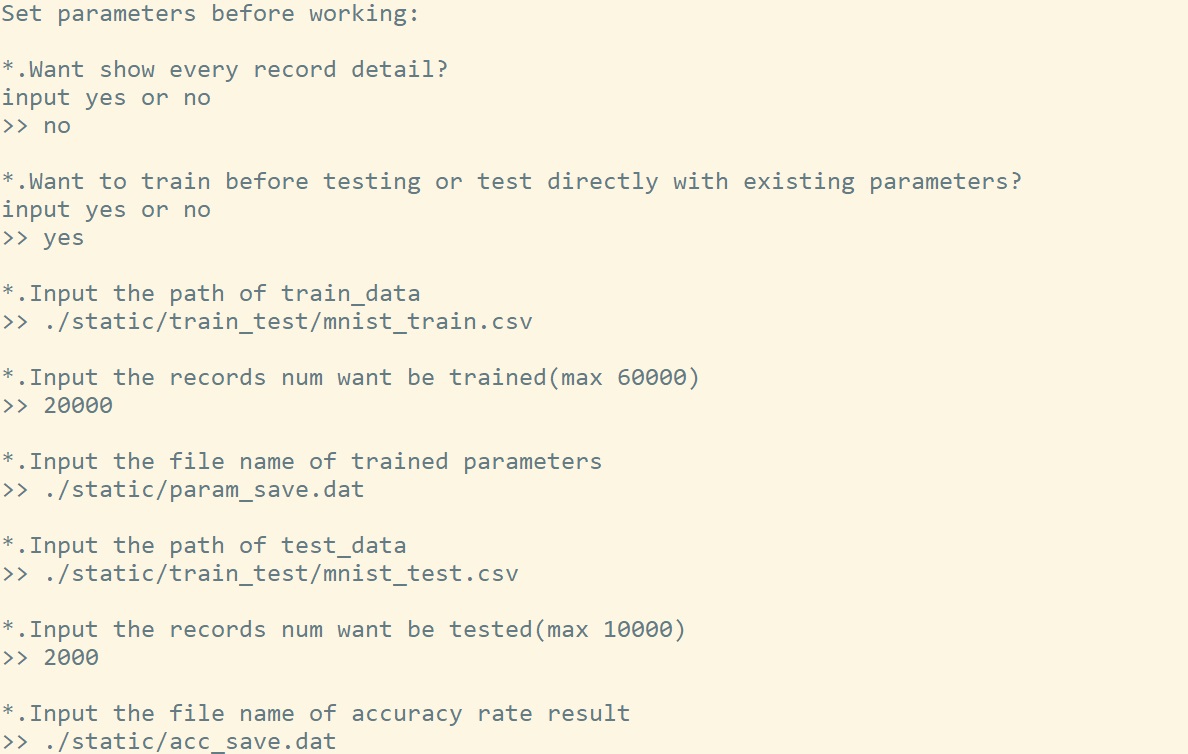 Set parameters before working:
*.Want show every record detail?
input yes or no
>> no
*.Want to train before testing or test directly with existing parameters?
input yes or no
>> yes
*.Input the path of train_data
>> ./static/train_test/mnist_train.csv
*.Input the records num want be trained(max 60000)
>> 20000
*.Input the file name of trained parameters
>> ./static/param_save.dat
*.Input the path of test_data
>> ./static/train_test/mnist_test.csv
*.Input the records num want be tested(max 10000)
>> 2000
*.Input the file name of accuracy rate result
>> ./static/acc_save.dat